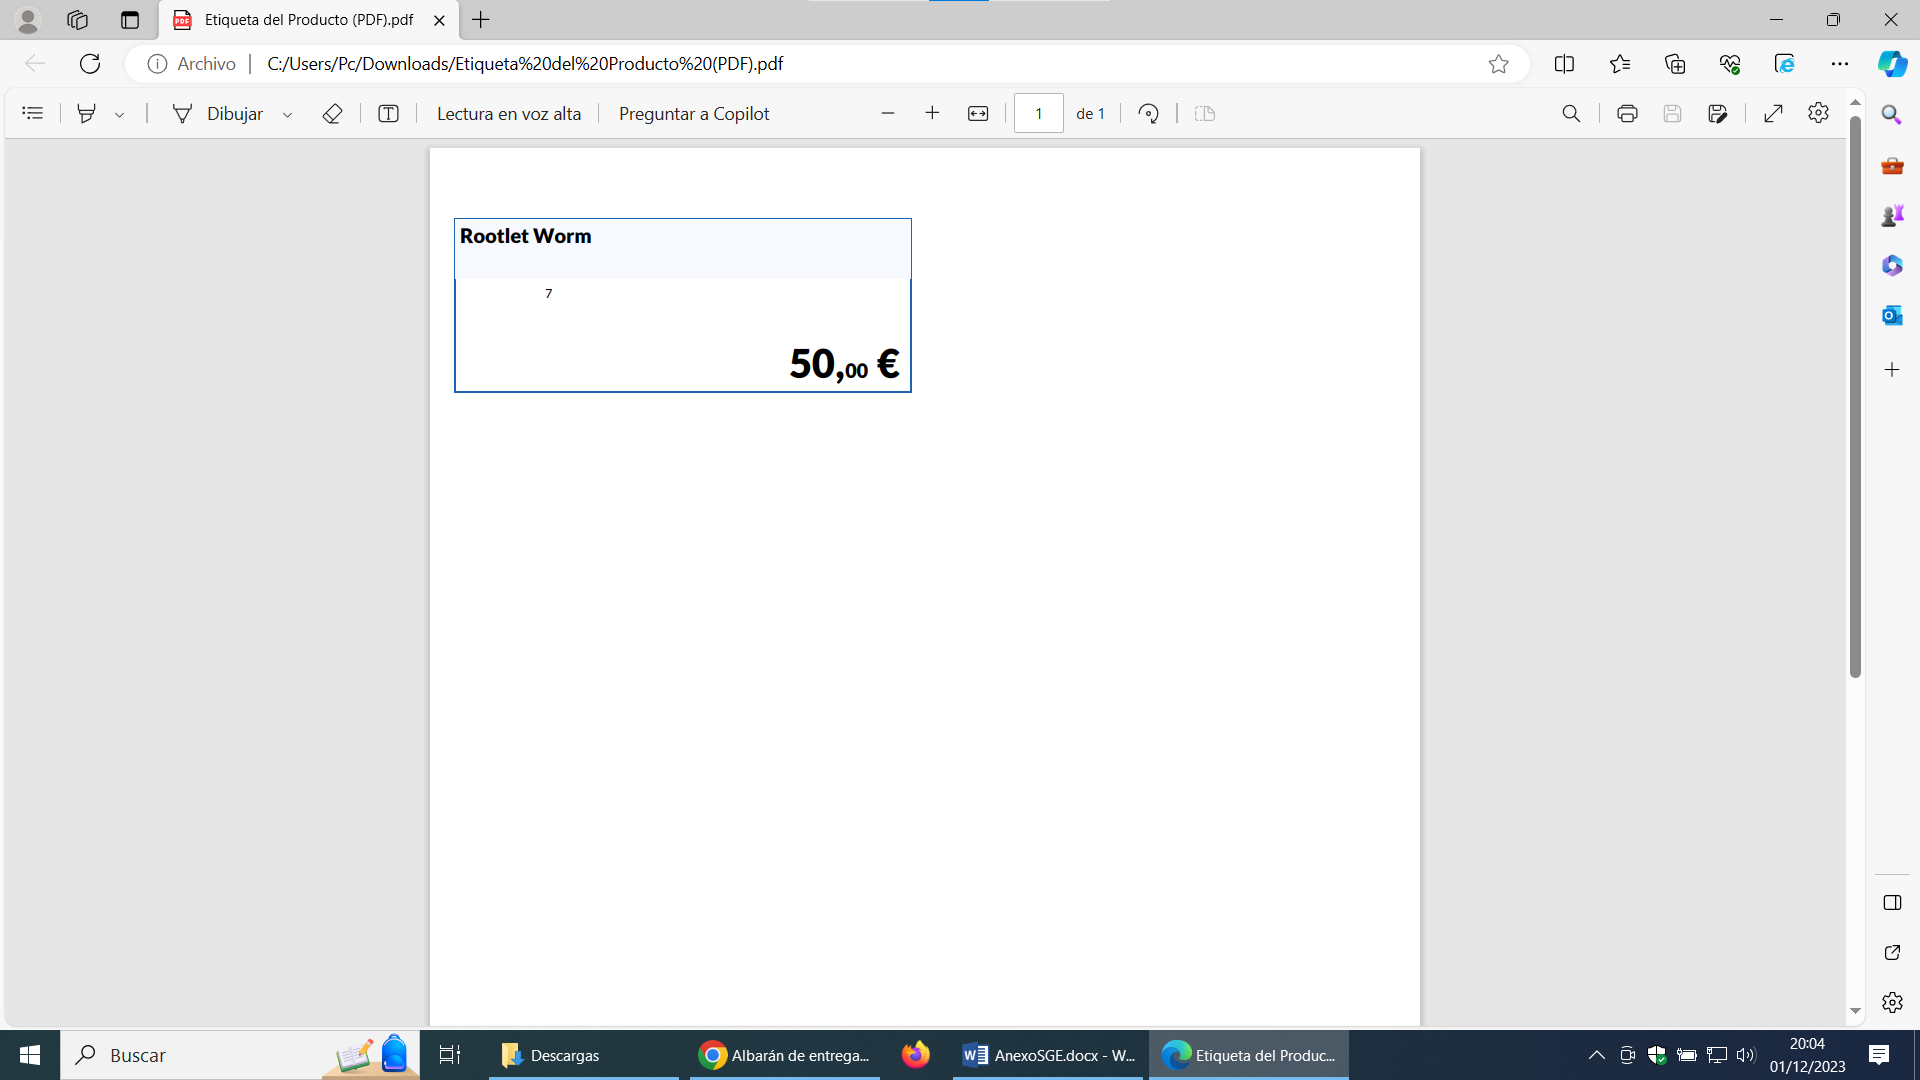 Etiqueta del Producto (PDF).pdf
Archivo
C:/Users/Pc/Downloads/Etiqueta%20del%20Producto%20(PDF).pdf
Dibujar
Lectura en voz alta
Preguntar a Copilot
1
de 1
Rootlet Worm
7
50,00 €
Buscar
Descargas
Albarán de entrega...
AnexoSGE.docx - W...
Etiqueta del Produc...
20:04
01/12/2023